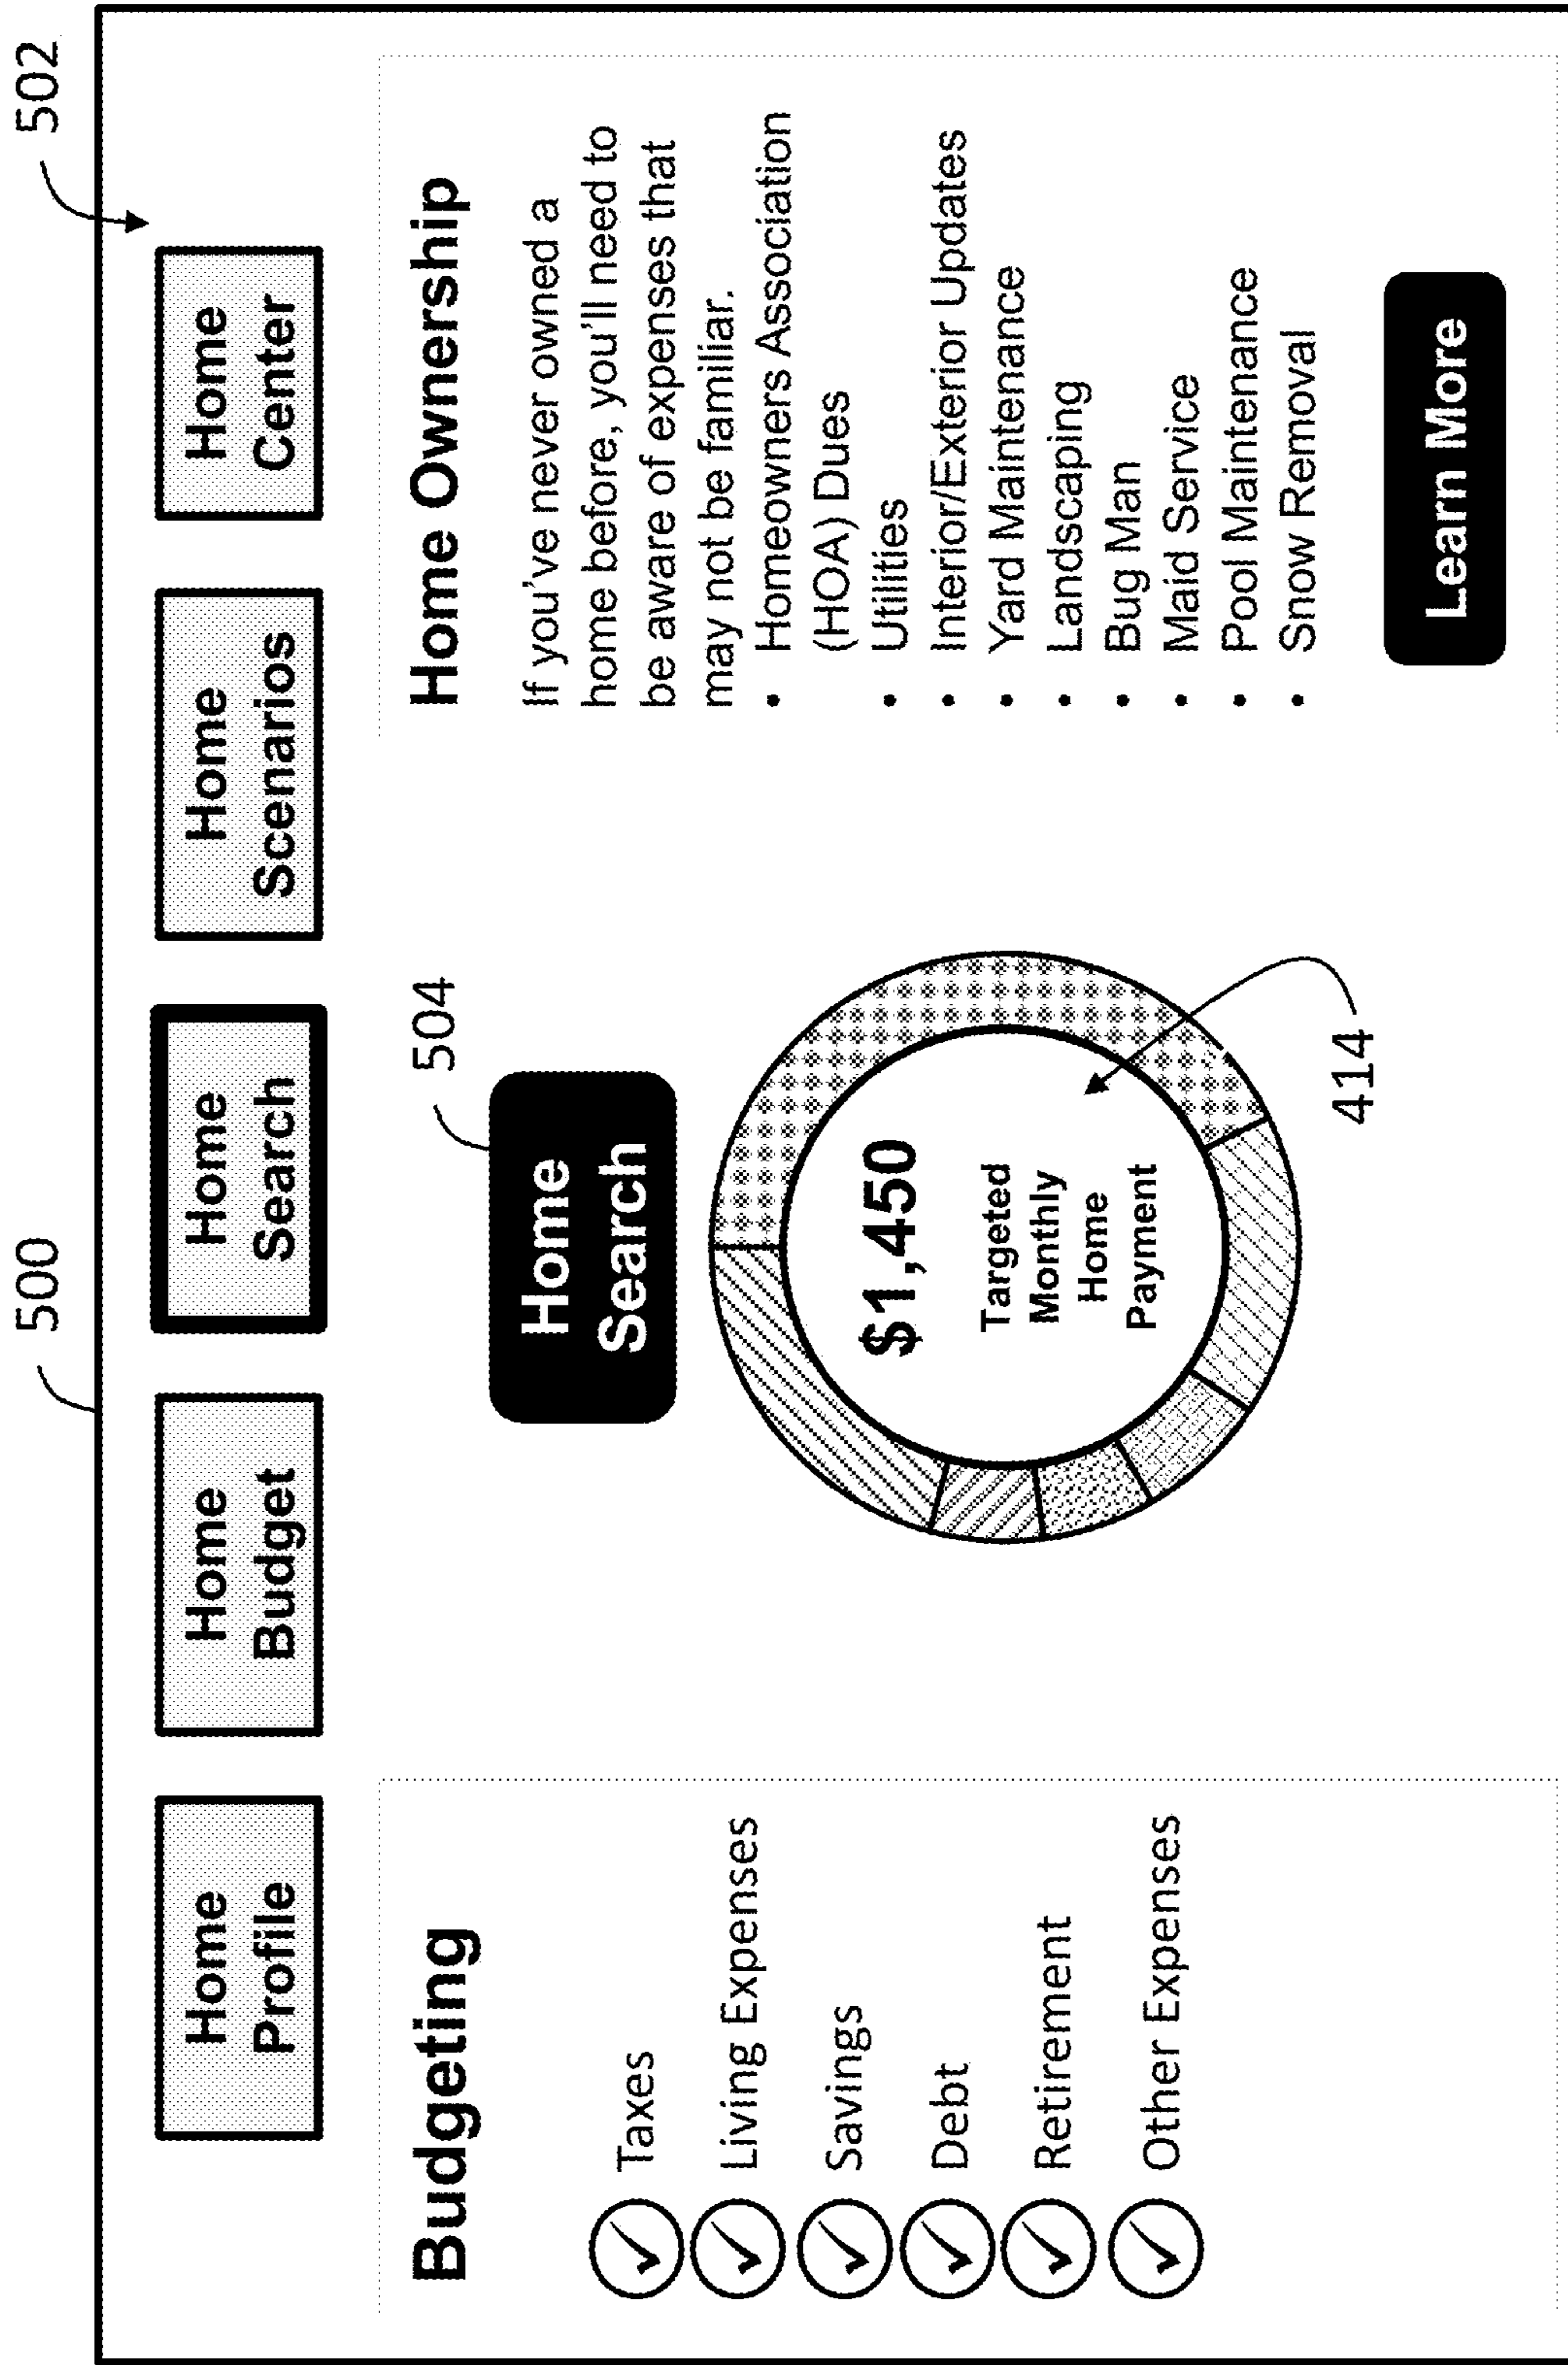 500
502
Home
Profile
Home
Budget
Home
Search
Home
Scenarios
Home
Center
Budgeting
Taxes
Living Expenses
Savings
Debt
Retirement
Other Expenses
504
Home
Search
$1,450
Targeted
Monthly
Home
Payment
414
Home Ownership
If you've never owned a
home before, you'll need to
be aware of expenses that
may not be familiar.
• Homeowners Association
(HOA) Dues
• Utilities
• Interior/Exterior Updates
• Yard Maintenance
• Landscaping
• Bug Man
• Maid Service
• Pool Maintenance
• Snow Removal
Learn More